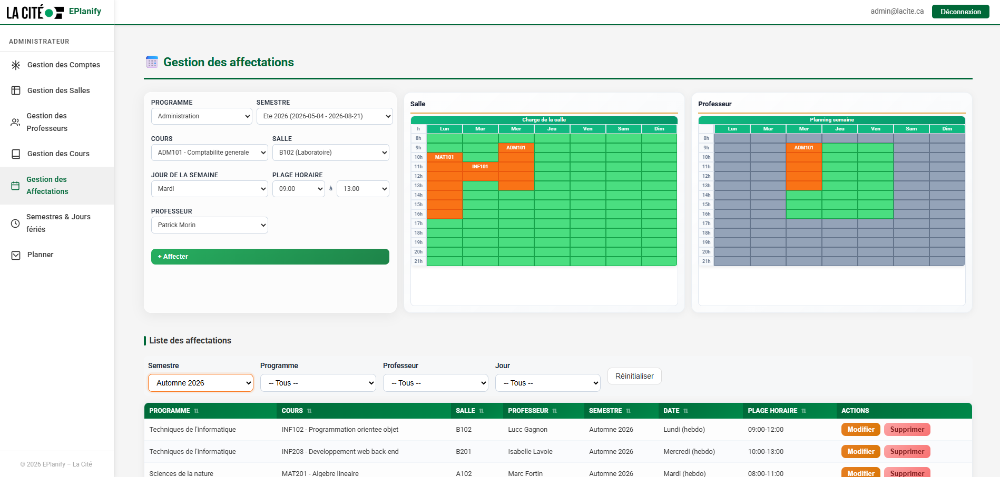 LA CITÉ EPlanify
admin@lacite.ca Déconnexion
ADMINISTRATEUR
Gestion des Comptes
Gestion des Salles
Gestion des
Professeurs
Gestion des Cours
Gestion des
Affectations
Semestres & Jours
fériés
Planner
© 2026 EPlanify – La Cité
Gestion des affectations
PROGRAMME SEMESTRE
Administration Ete 2026 (2026-05-04 - 2026-08-21)
COURS SALLE
ADM101 - Comptabilite generale B102 (Laboratoire)
JOUR DE LA SEMAINE PLAGE HORAIRE
Mardi 09:00 à 13:00
PROFESSEUR
Patrick Morin
+ Affecter
Salle
Charge de la salle
h Lun Mar Mer Jeu Ven Sam Dim
8h
9h ADM101
10h MAT101
11h INF101
12h
13h
14h
15h
16h
17h
18h
19h
20h
21h
Professeur
Planning semaine
Lun Mar Mer Jeu Ven Sam Dim
8h
9h ADM101
10h
11h
12h
13h
14h
15h
16h
17h
18h
19h
20h
21h
Liste des affectations
Semestre Programme Professeur Jour
Automne 2026 -- Tous -- -- Tous -- -- Tous -- Réinitialiser
PROGRAMME COURS SALLE PROFESSEUR SEMESTRE DATE PLAGE HORAIRE ACTIONS
Techniques de l'informatique INF102 - Programmation orientee objet B102 Lucc Gagnon Automne 2026 Lundi (hebdo) 09:00-12:00 Modifier Supprimer
Techniques de l'informatique INF203 - Developpement web back-end B201 Isabelle Lavoie Automne 2026 Mercredi (hebdo) 10:00-13:00 Modifier Supprimer
Sciences de la nature MAT201 - Algebre lineaire A102 Marc Fortin Automne 2026 Mardi (hebdo) 08:00-11:00 Modifier Supprimer